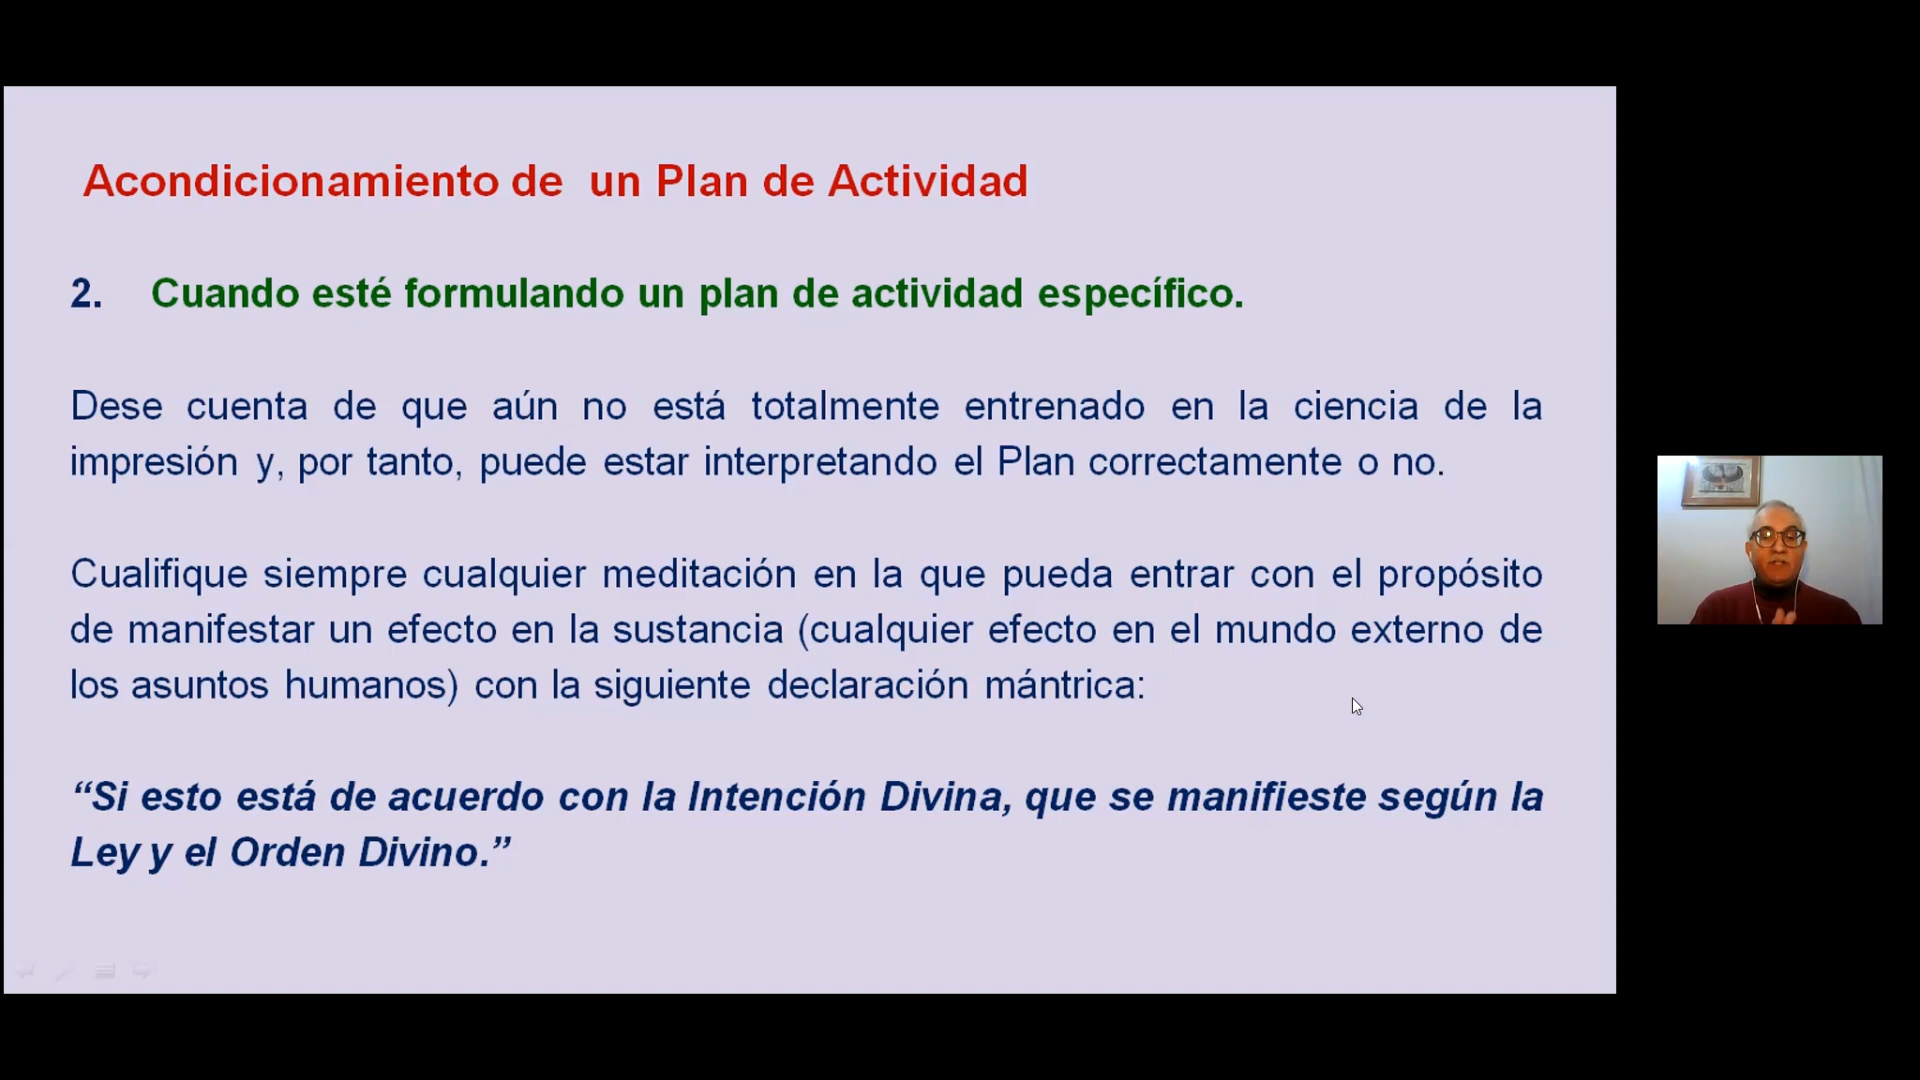 Acondicionamiento de un Plan de Actividad
2. Cuando esté formulando un plan de actividad específico.
Dese cuenta de que aún no está totalmente entrenado en la ciencia de la
impresión y, por tanto, puede estar interpretando el Plan correctamente o no.
Cualifique siempre cualquier meditación en la que pueda entrar con el propósito
de manifestar un efecto en la sustancia (cualquier efecto en el mundo externo de
los asuntos humanos) con la siguiente declaración mántrica:
“Si esto está de acuerdo con la Intención Divina, que se manifieste según la
Ley y el Orden Divino.”